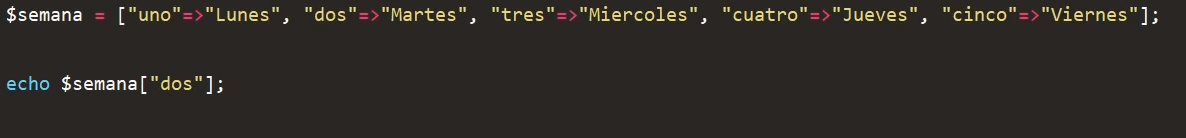 $semana = ["uno"=>"Lunes", "dos"=>"Martes", "tres"=>"Miercoles", "cuatro"=>"Jueves", "cinco"=>"Viernes"];
echo $semana["dos"];